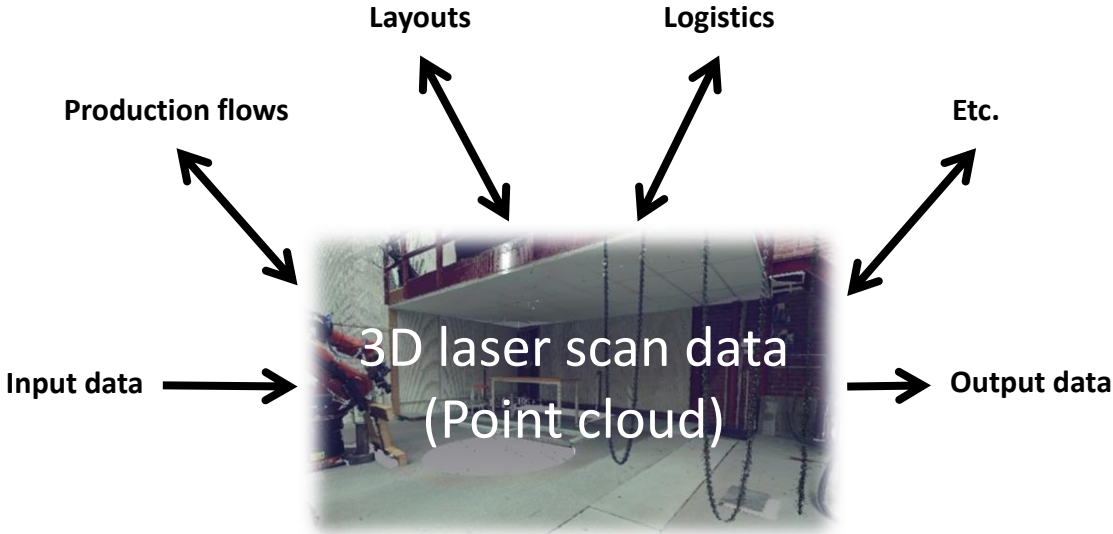 Layouts
Logistics
Production flows
Etc.
3D laser scan data
(Point cloud)
Input data
Output data